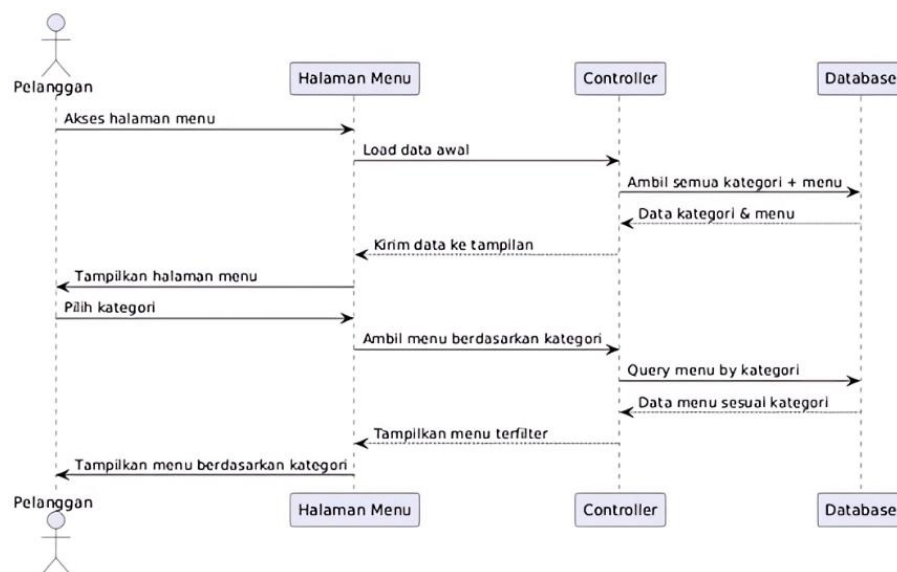 Pelanggan
Halaman Menu
Controller
Database
Akses halaman menu
Load data awal
Ambil semua kategori + menu
Data kategori & menu
Kirim data ke tampilan
Tampilkan halaman menu
Pilih kategori
Ambil menu berdasarkan kategori
Query menu by kategori
Data menu sesuai kategori
Tampilkan menu terfilter
Tampilkan menu berdasarkan kategori
Pelanggan
Halaman Menu
Controller
Database